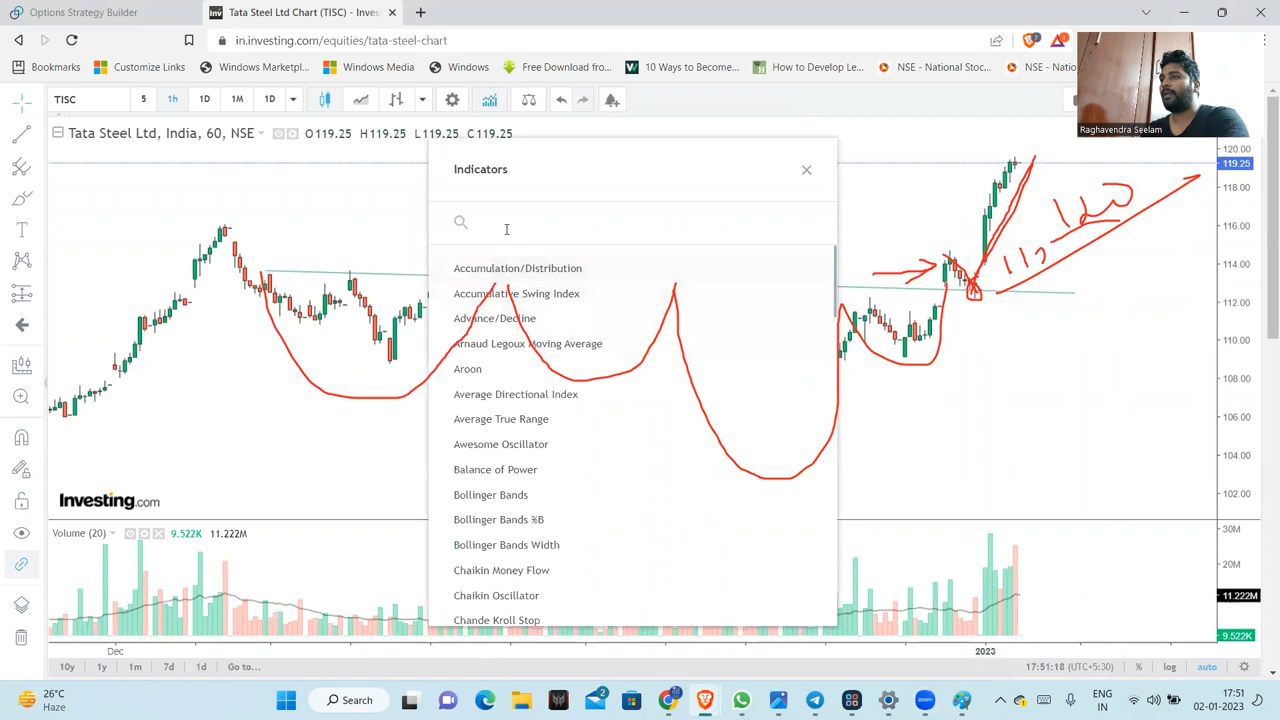 Options Strategy Builder
Tata Steel Ltd Chart (TISC) - Inves
in.investing.com/equities/tata-steel-chart
Bookmarks
Customize Links
Windows Marketpl...
Windows Media
Free Download fro...
10 Ways to Become...
How to Develop Le...
NSE - National Stoc...
TISC
5
1h
1D
1M
1D
Raghavendra Seelam
Tata Steel Ltd, India, 60, NSE
O119.25 H119.25 L119.25 C119.25
Indicators
Accumulation/Distribution
Accumulative Swing Index
Advance/Decline
Arnaud Legoux Moving Average
Aroon
Average Directional Index
Average True Range
Awesome Oscillator
Balance of Power
Bollinger Bands
Bollinger Bands %B
Bollinger Bands Width
Chaikin Money Flow
Chaikin Oscillator
Chande Kroll Stop
120.00
119.25
118.00
116.00
114.00
112.00
110.00
108.00
106.00
104.00
102.00
Investing.com
Volume (20)
9.522K
11.222M
30M
20M
11.222M
9.522K
Dec
2023
10y
1y
1m
7d
1d
Go to...
17:51:18 (UTC+5:30)
%
log
auto
26°C
Haze
Search
ENG
IN
17:51
02-01-2023